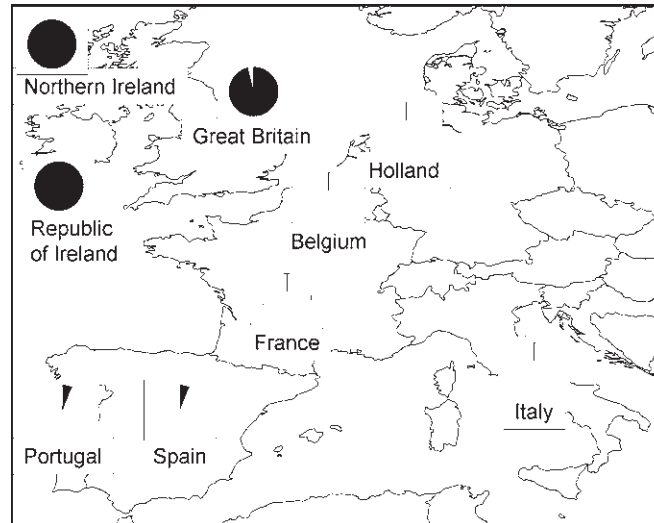 Northern Ireland
Great Britain
Holland
Republic
of Ireland
Belgium
France
Italy
Portugal
Spain